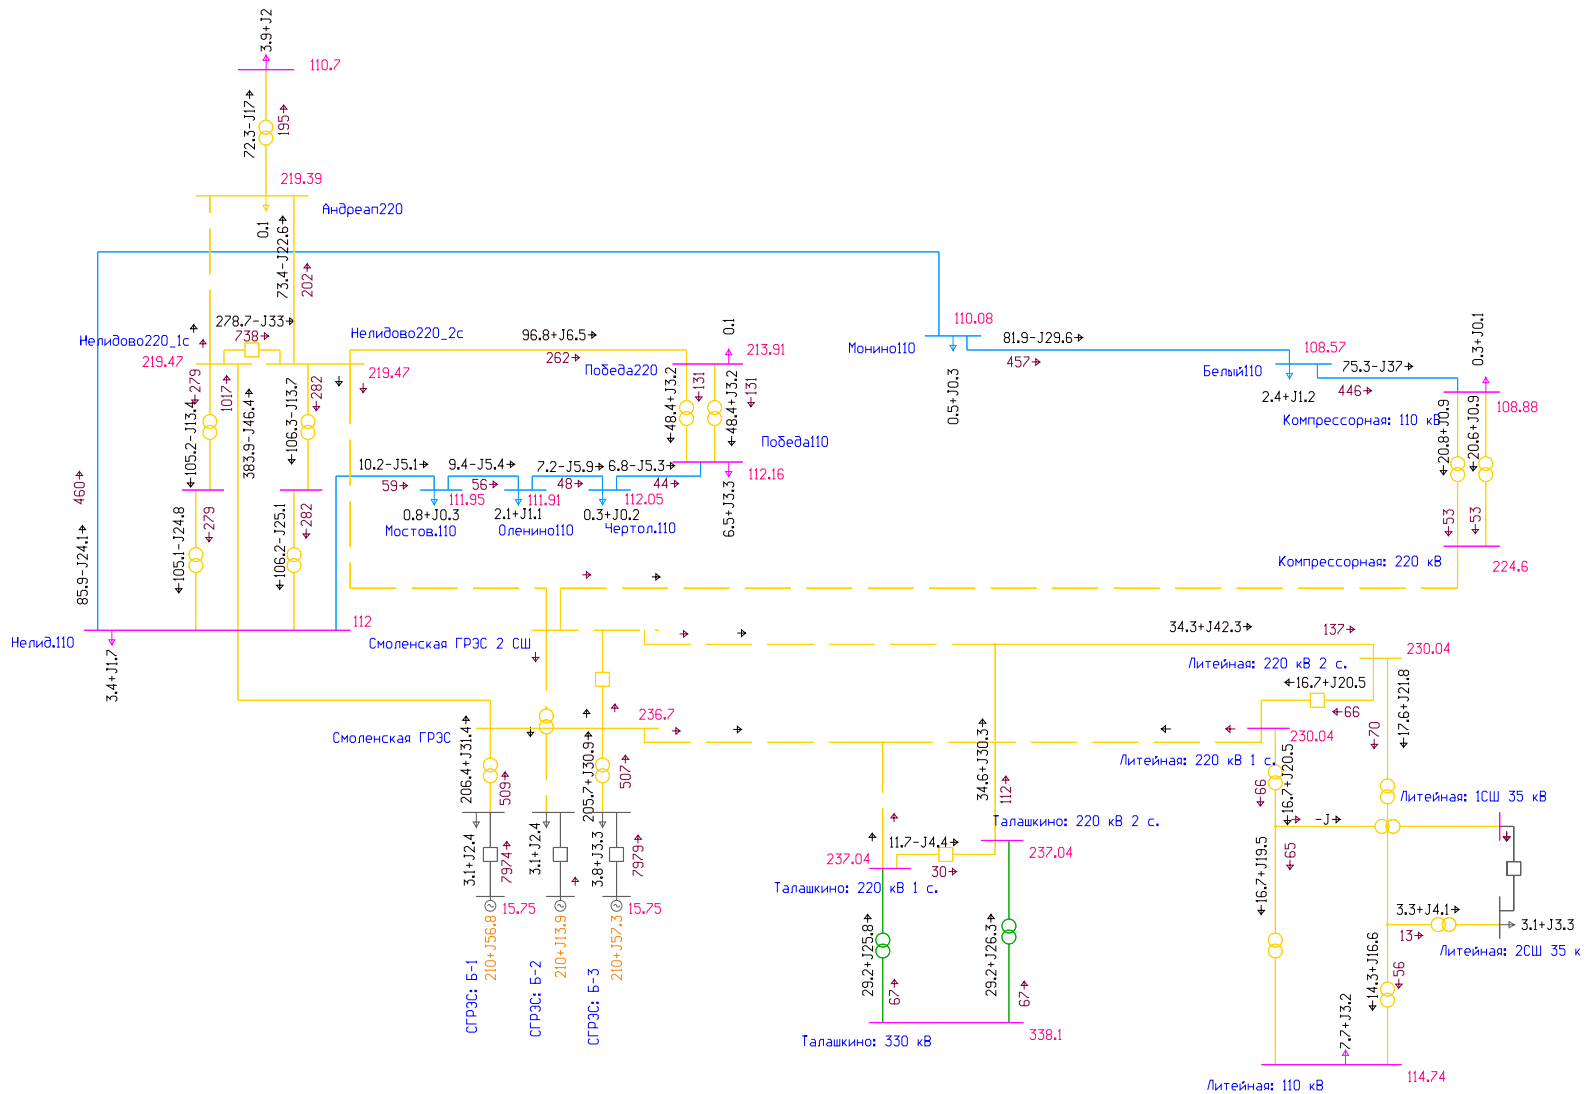 3.9+J2
110.7
72.3-J17
195
219.39
Андреап220
0.1
73.4-J22.6
202
278.7-J33
738
Нелидово220_1с
219.47
Нелидово220_2с
219.47
96.8+J6.5
262
0.1
213.91
Победа220
Монино110
110.08
0.5+J0.3
81.9-J29.6
457
108.57
Белый110
2.4+J1.2
75.3-J37
446
0.3+J0.1
108.88
Компрессорная: 110 кВ
279
1017
105.2-J13.4
383.9-J46.4
282
106.3-J13.7
48.4+J3.2
131
48.4+J3.2
131
Победа110
112.16
6.5+J3.3
20.8+J0.9
20.6+J0.9
53
53
Компрессорная: 220 кВ
224.6
460
85.9-J24.1
105.1-J24.8
279
106.2-J25.1
282
10.2-J5.1
59
9.4-J5.4
56
7.2-J5.9
48
6.8-J5.3
44
111.95
111.91
112.05
0.8+J0.3
2.1+J1.1
0.3+J0.2
Мостов.110
Оленино110
Чертол.110
112
Нелид.110
3.4+J1.7
Смоленская ГРЭС 2 СШ
34.3+J42.3
137
230.04
Литейная: 220 кВ 2 с.
16.7+J20.5
66
17.6+J21.8
70
Смоленская ГРЭС
236.7
230.04
Литейная: 220 кВ 1 с.
206.4+J31.4
509
205.7+J30.9
507
34.6+J30.3
112
16.7+J20.5
66
Литейная: 1СШ 35 кВ
-J
3.1+J2.4
7974
3.1+J2.4
3.8+J3.3
7979
15.75
15.75
210+J56.8
210+J13.9
210+J57.3
СГРЭС: Б-1
СГРЭС: Б-2
СГРЭС: Б-3
Талашкино: 220 кВ 2 с.
237.04
11.7-J4.4
30
237.04
Талашкино: 220 кВ 1 с.
29.2+J25.8
67
29.2+J26.3
67
338.1
Талашкино: 330 кВ
65
16.7+J19.5
3.3+J4.1
13
3.1+J3.3
Литейная: 2СШ 35 к
14.3+J16.6
56
7.7+J3.2
114.74
Литейная: 110 кВ